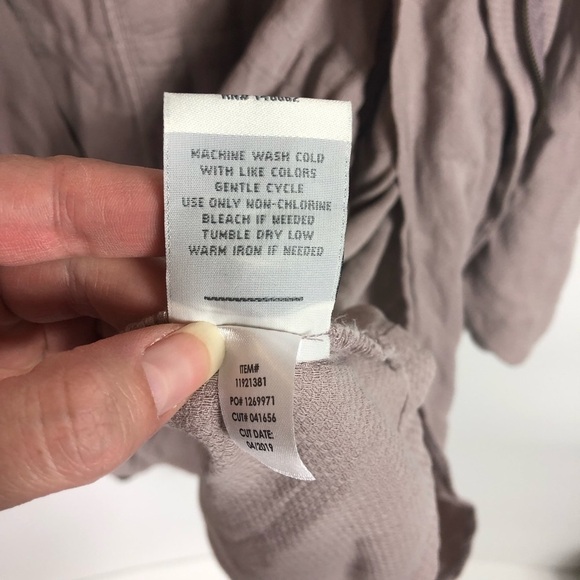 MACHINE WASH COLD
WITH LIKE COLORS
GENTLE CYCLE
USE ONLY NON-CHLORINE
BLEACH IF NEEDED
TUMBLE DRY LOW
WARM IRON IF NEEDED
ITEM#
11921381
PO# 1269971
CUT# 041656
CUT DATE:
04/2019